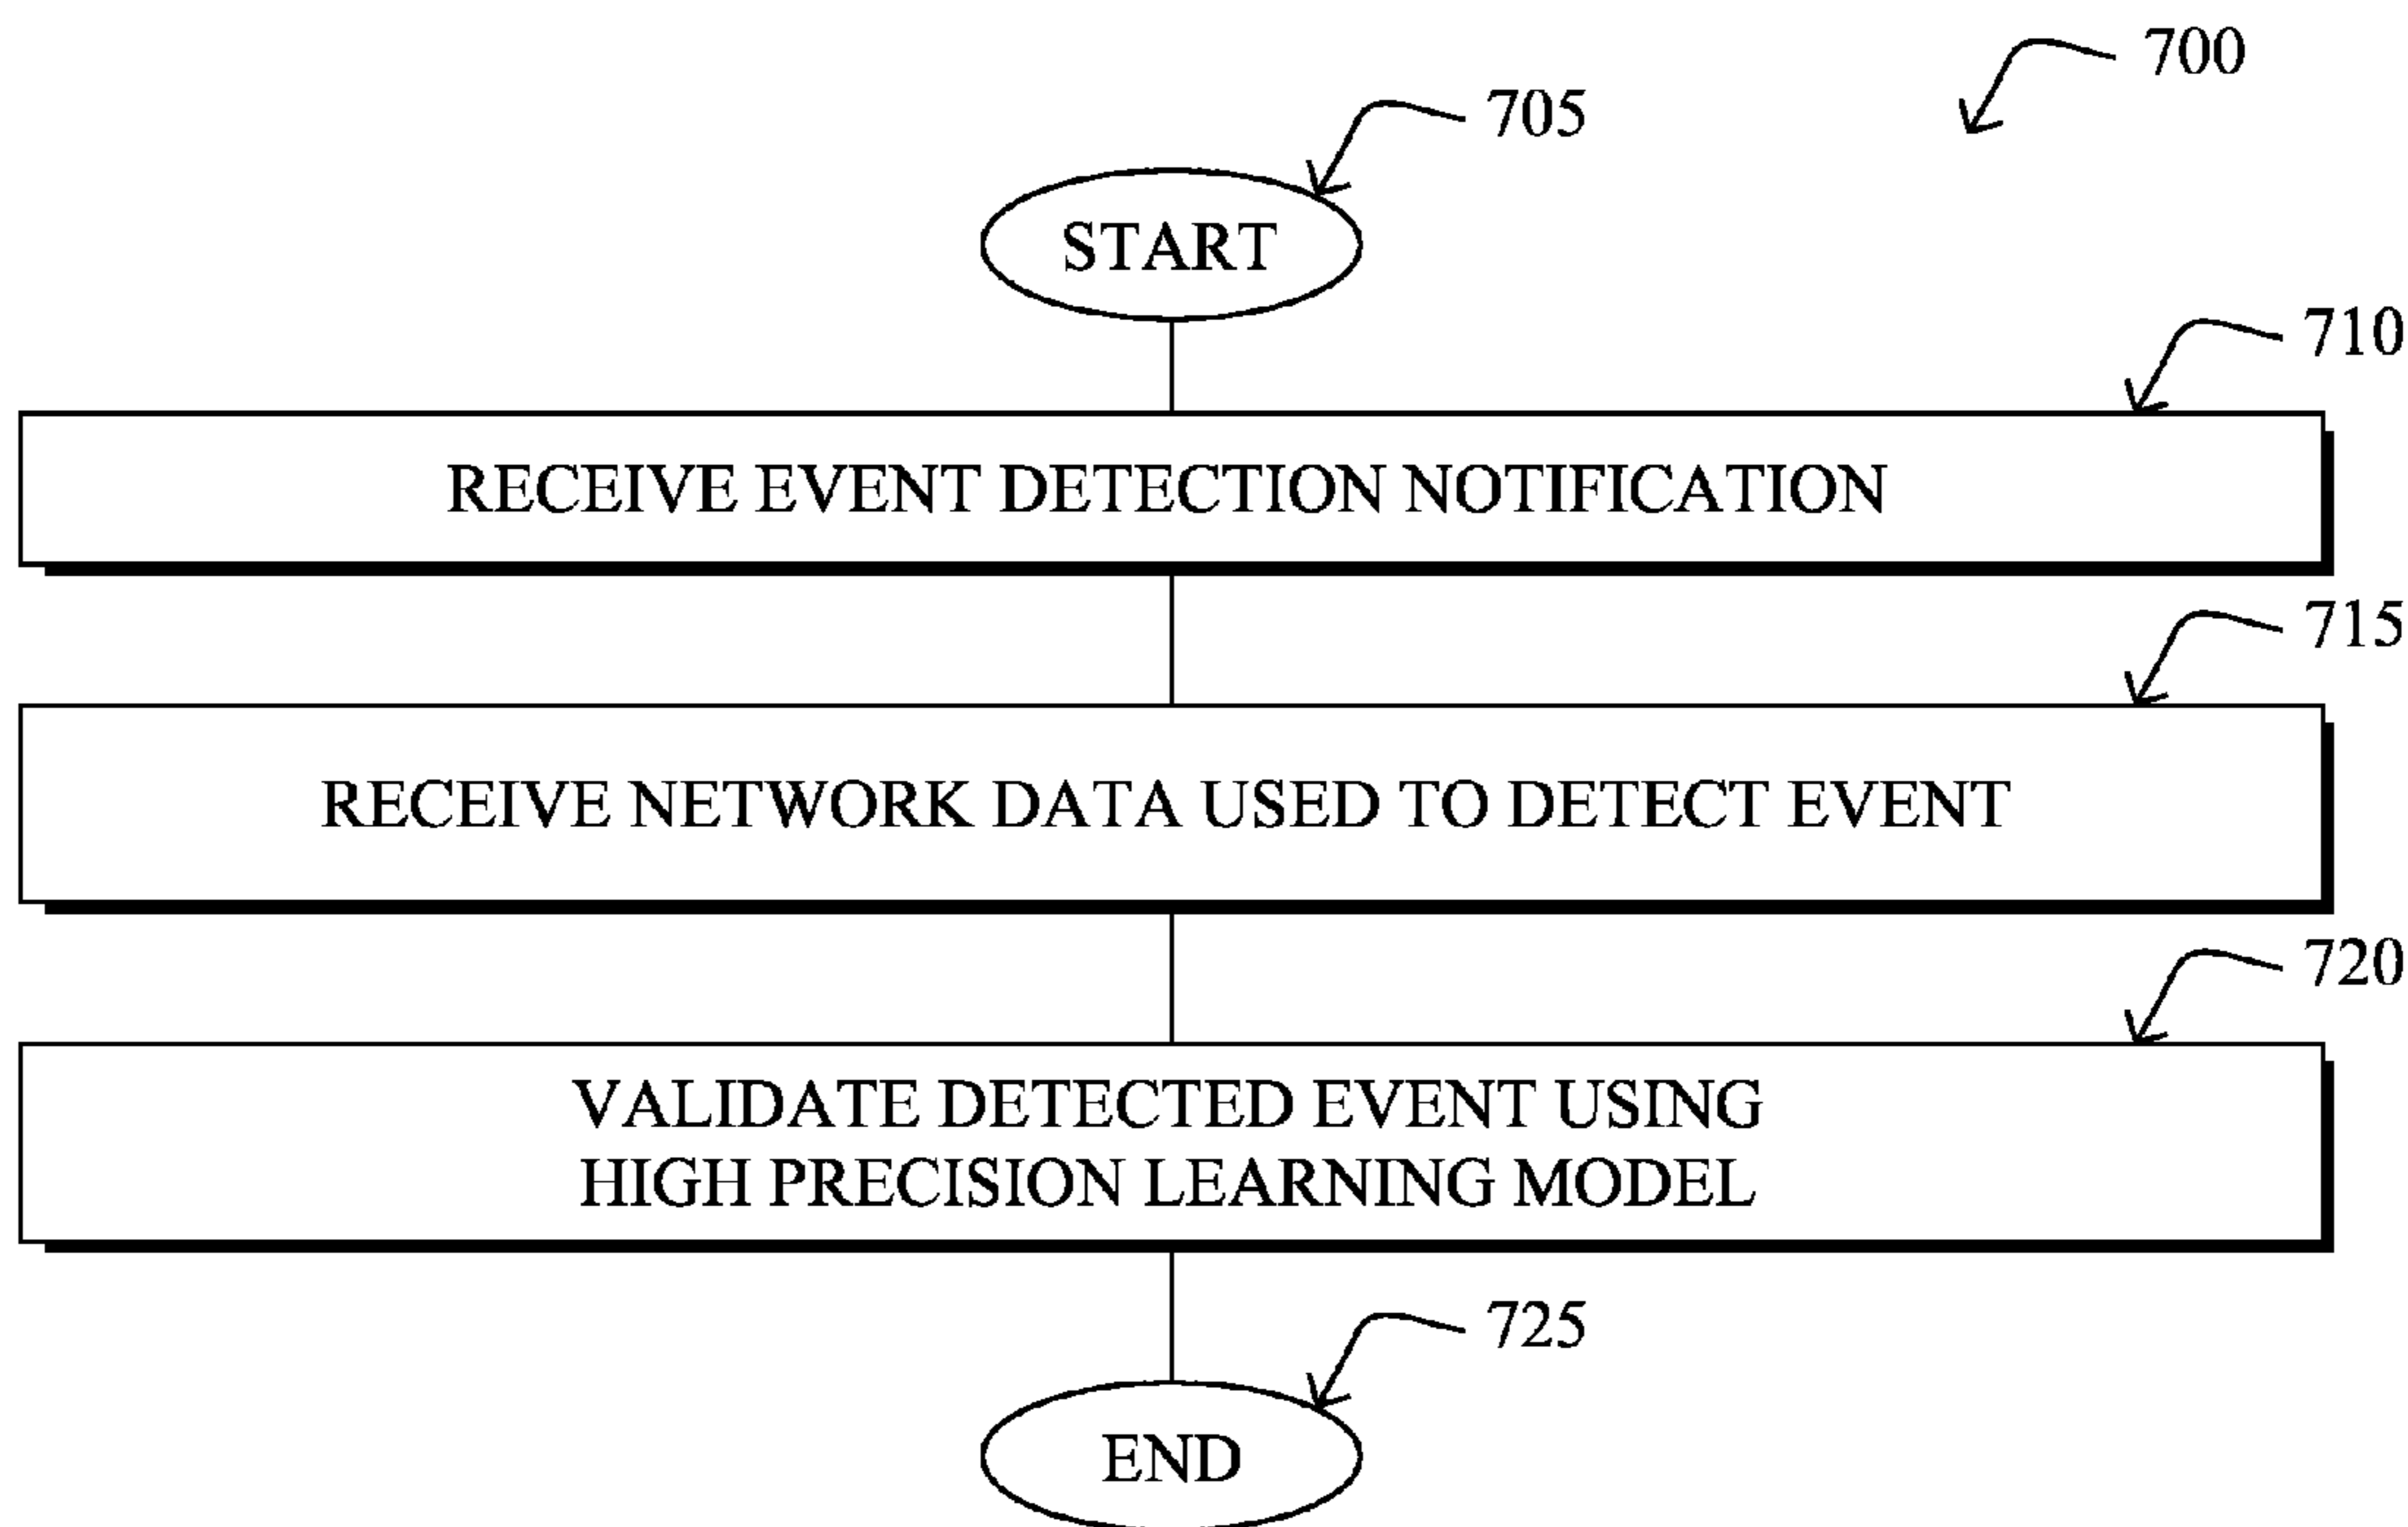 700
705
START
710
RECEIVE EVENT DETECTION NOTIFICATION
715
RECEIVE NETWORK DATA USED TO DETECT EVENT
720
VALIDATE DETECTED EVENT USING
HIGH PRECISION LEARNING MODEL
725
END